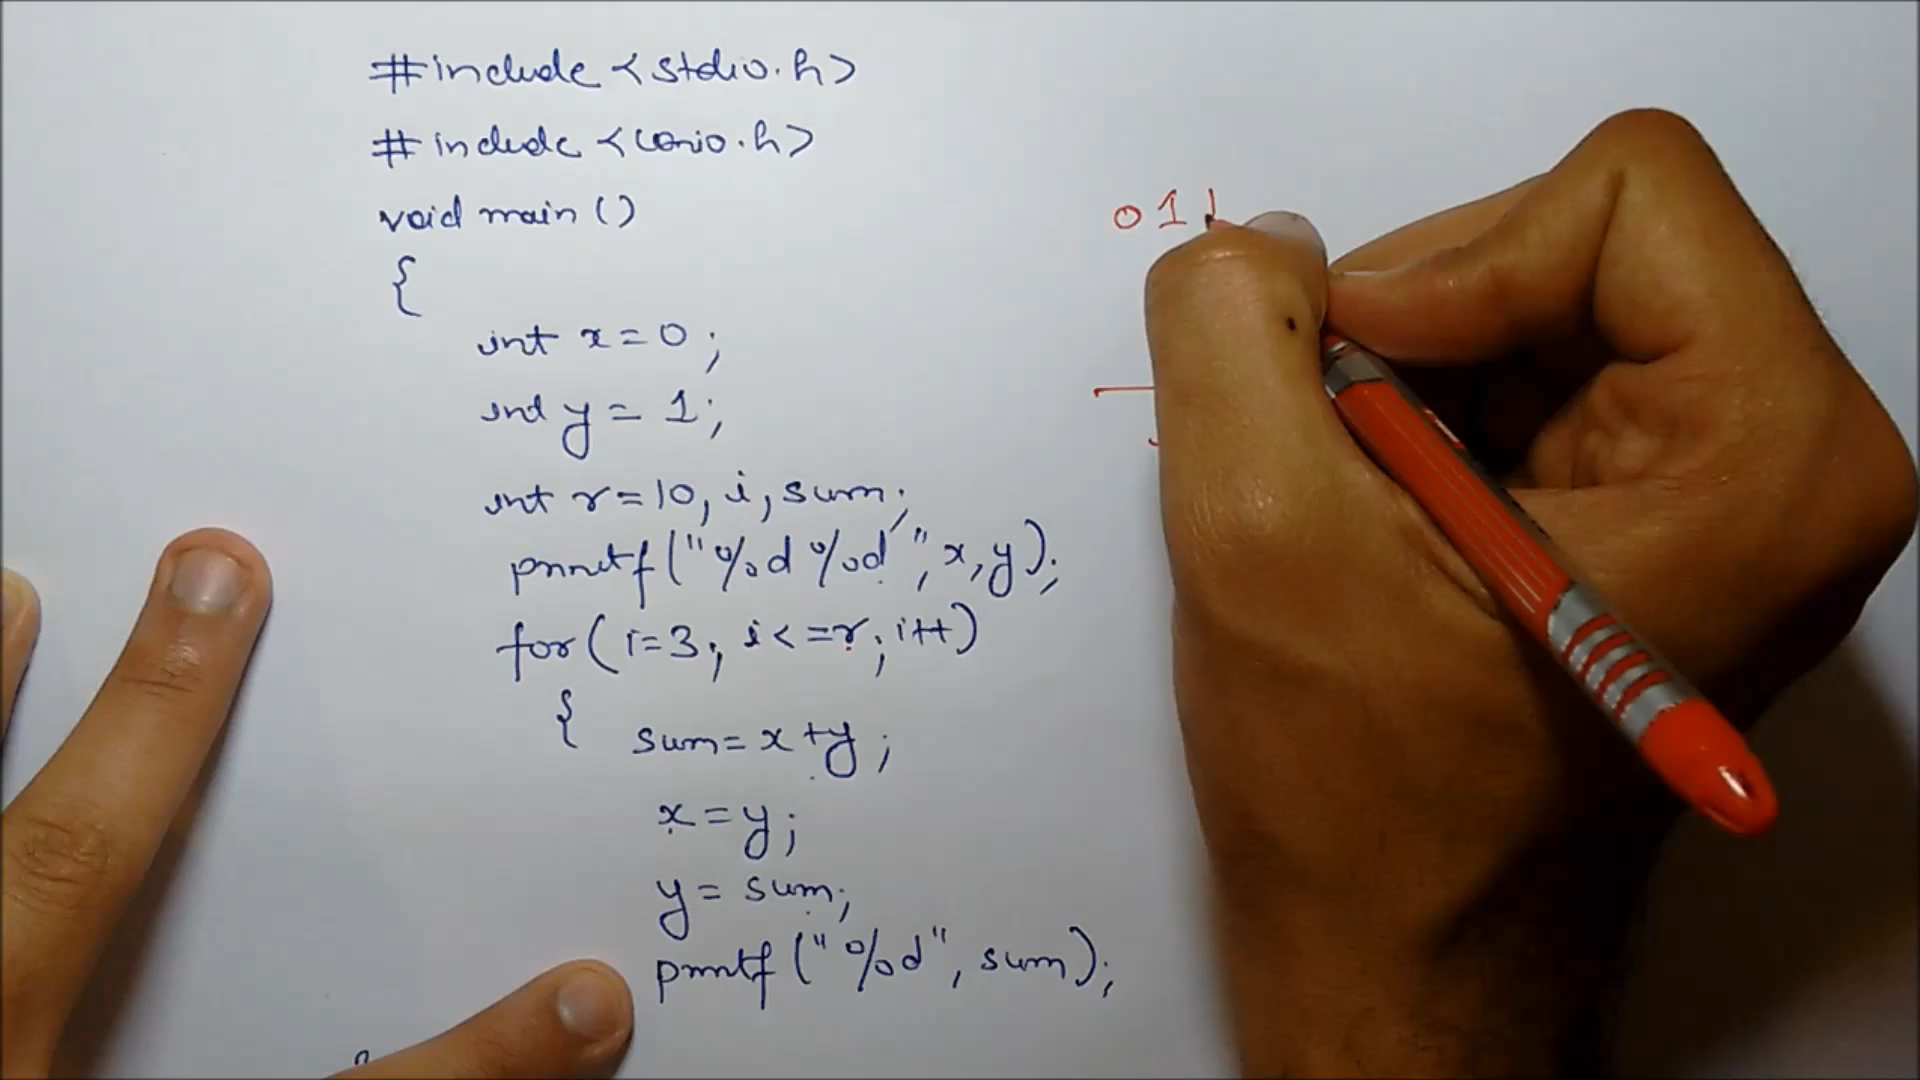 #include <stdio.h>
#include <conio.h>
void main ()
{
int x = 0 ;
int y = 1;
int r = 10, i, sum;
printf ("%d %d", x, y);
for ( i=3; i<=r; i++)
{ sum = x + y ;
x = y;
y = sum;
printf ("%d", sum);
0 1 1